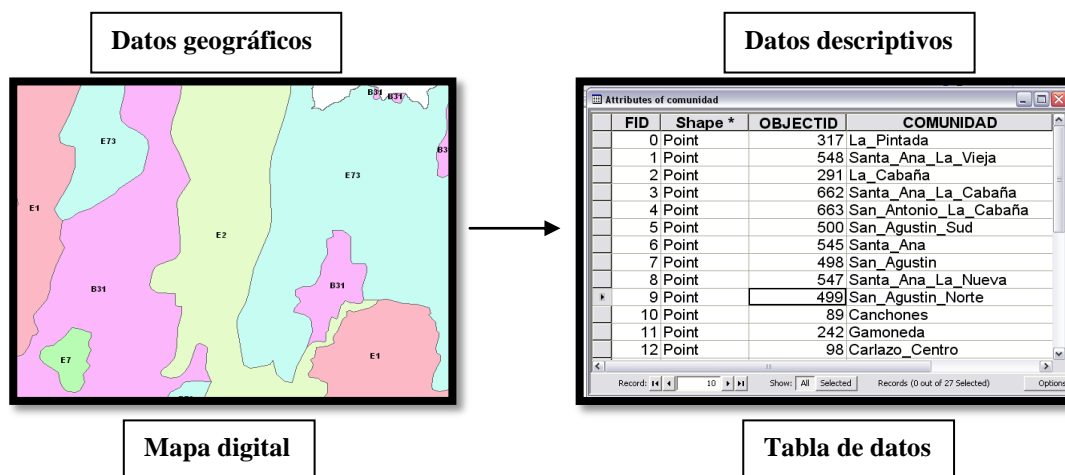 Datos geográficos
Datos descriptivos
B31 B31
E73
E73
E1
E2
B31
B31
E7
E1
Attributes of comunidad
FID Shape * OBJECTID COMUNIDAD
0 Point 317 La_Pintada
1 Point 548 Santa_Ana_La_Vieja
2 Point 291 La_Cabaña
3 Point 662 Santa_Ana_La_Cabaña
4 Point 663 San_Antonio_La_Cabaña
5 Point 500 San_Agustin_Sud
6 Point 545 Santa_Ana
7 Point 498 San_Agustin
8 Point 547 Santa_Ana_La_Nueva
9 Point 499 San_Agustin_Norte
10 Point 89 Canchones
11 Point 242 Gamoneda
12 Point 98 Carlazo_Centro
Record: 10 Show: All Selected Records (0 out of 27 Selected) Options
Mapa digital
Tabla de datos